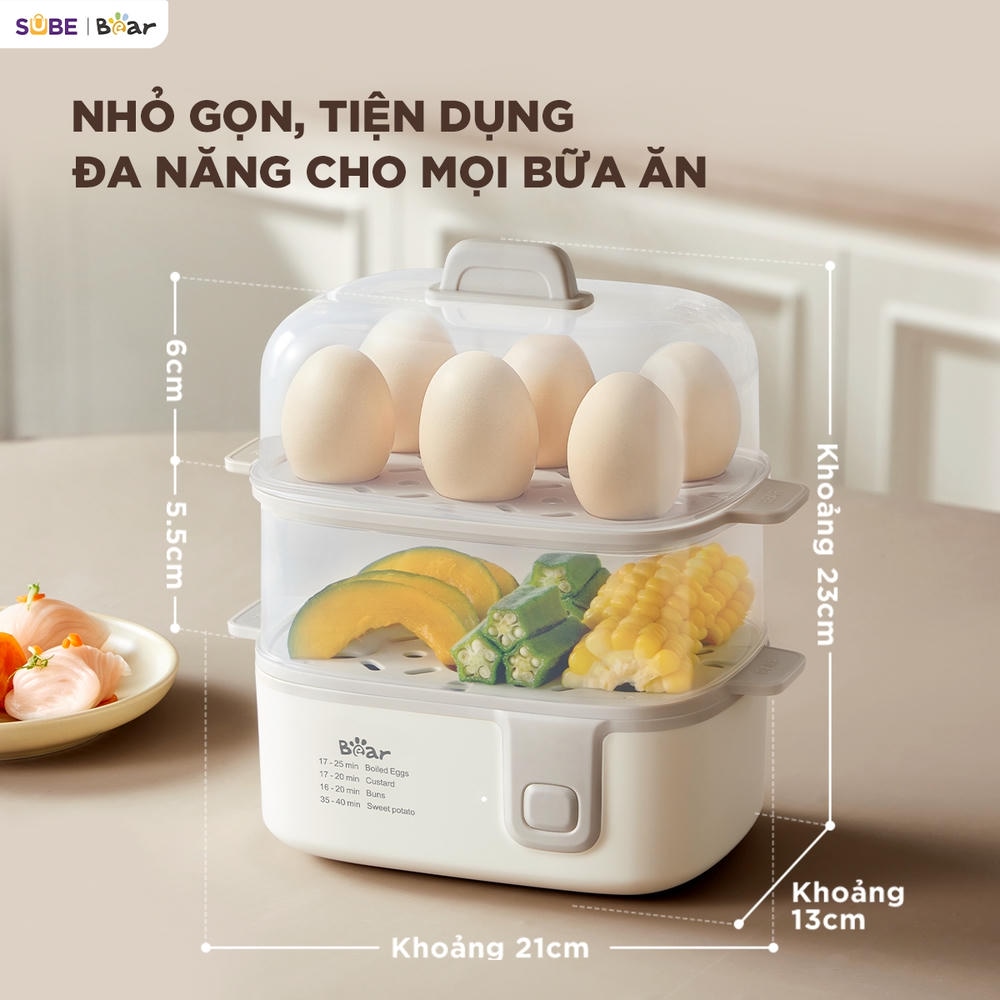 SUBE | Bear
NHỎ GỌN, TIỆN DỤNG
ĐA NĂNG CHO MỌI BỮA ĂN
6cm
5.5cm
Khoảng 23cm
Bear
17 - 25 min Boiled Eggs
17 - 20 min Custard
16 - 20 min Buns
35 - 40 min Sweet potato
Khoảng
13cm
Khoảng 21cm